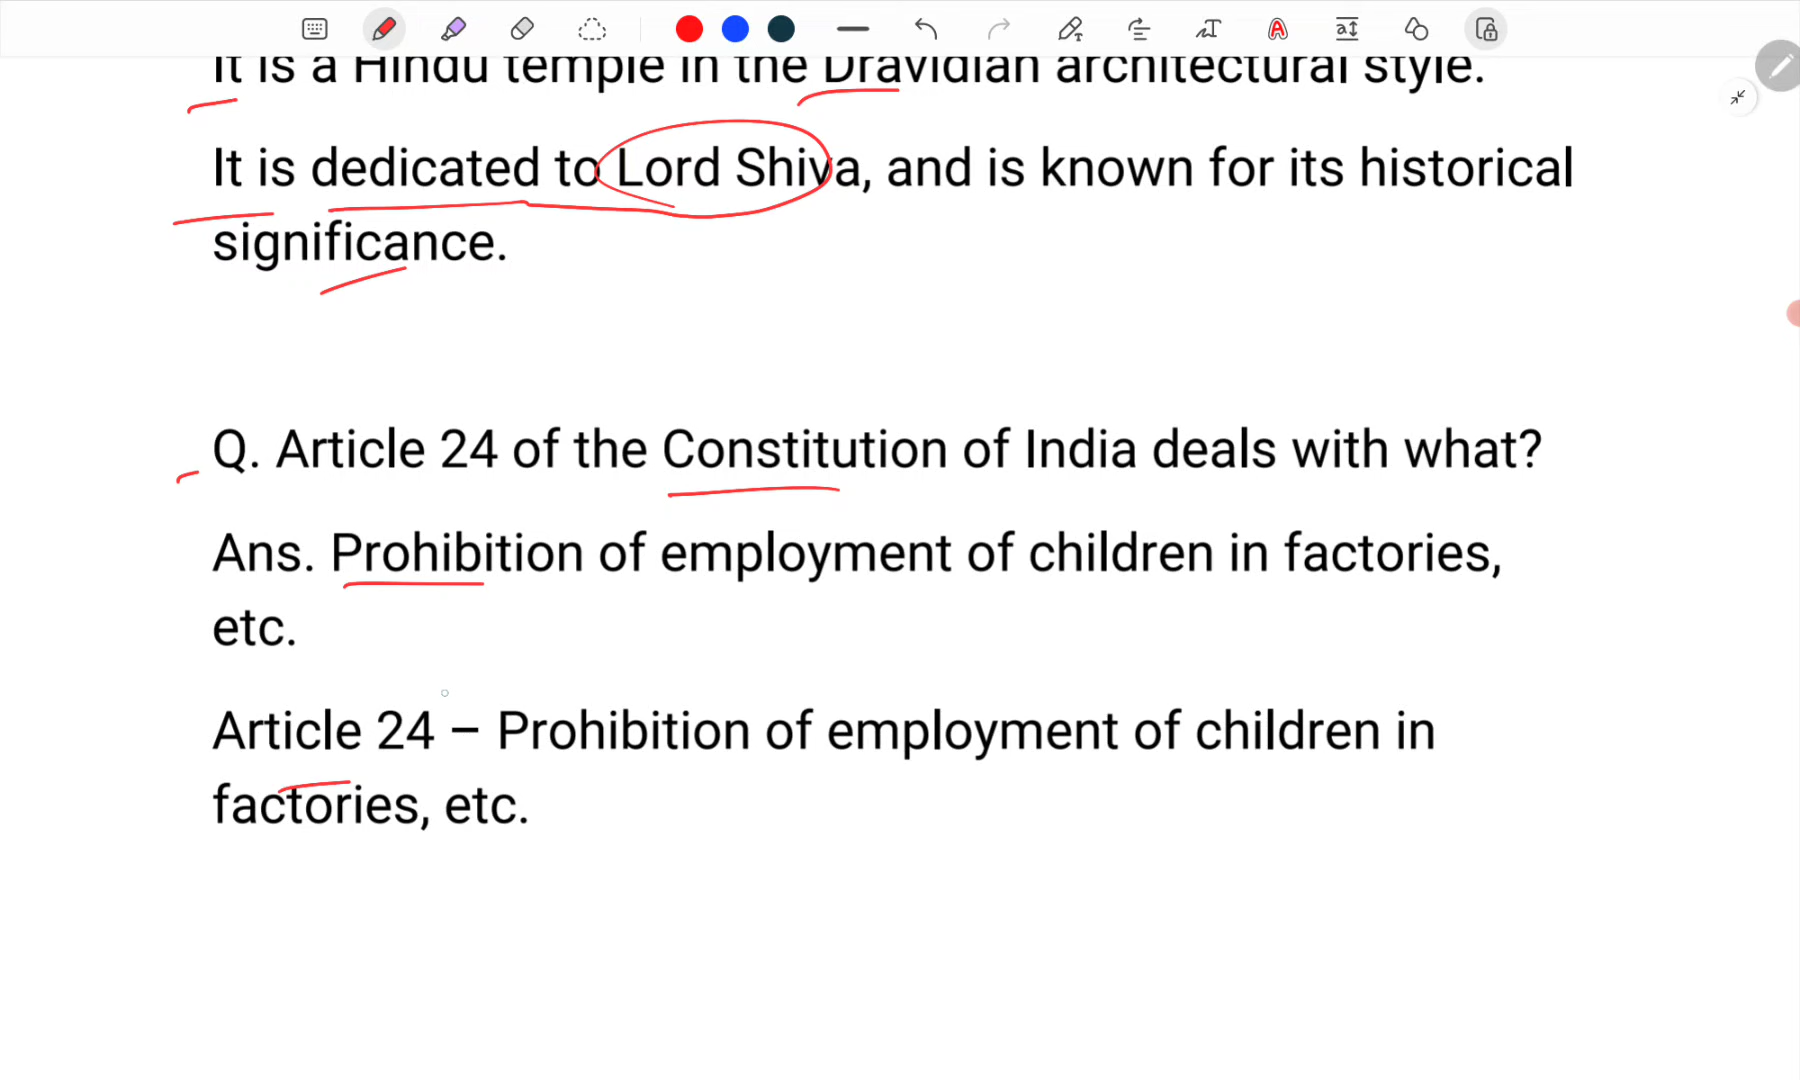 It is a Hindu temple in the Dravidian architectural style.
It is dedicated to Lord Shiva, and is known for its historical
significance.
Q. Article 24 of the Constitution of India deals with what?
Ans. Prohibition of employment of children in factories,
etc.
Article 24 – Prohibition of employment of children in
factories, etc.